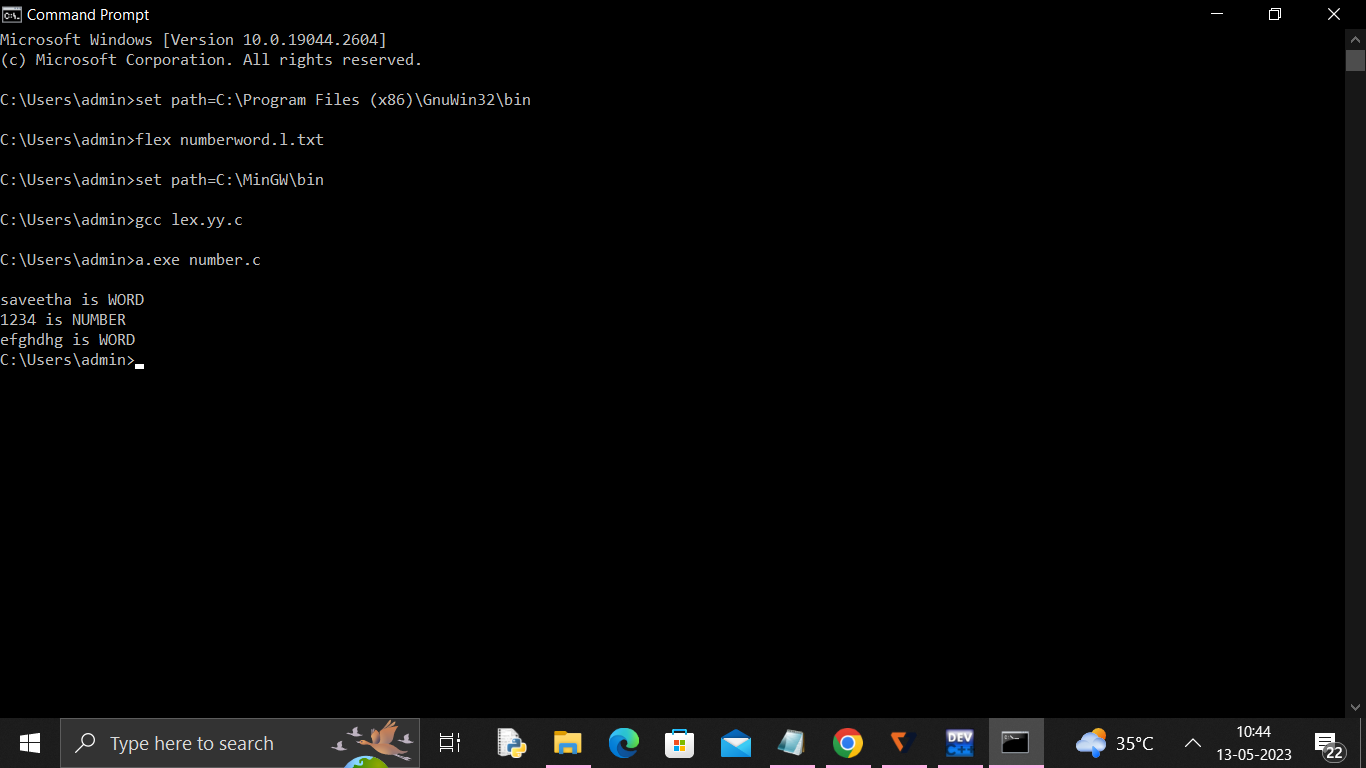 Command Prompt
Microsoft Windows [Version 10.0.19044.2604]
(c) Microsoft Corporation. All rights reserved.
C:\Users\admin>set path=C:\Program Files (x86)\GnuWin32\bin
C:\Users\admin>flex numberword.l.txt
C:\Users\admin>set path=C:\MinGW\bin
C:\Users\admin>gcc lex.yy.c
C:\Users\admin>a.exe number.c
saveetha is WORD
1234 is NUMBER
efghdhg is WORD
C:\Users\admin>
Type here to search
DEV
C++
35°C
10:44
13-05-2023
22